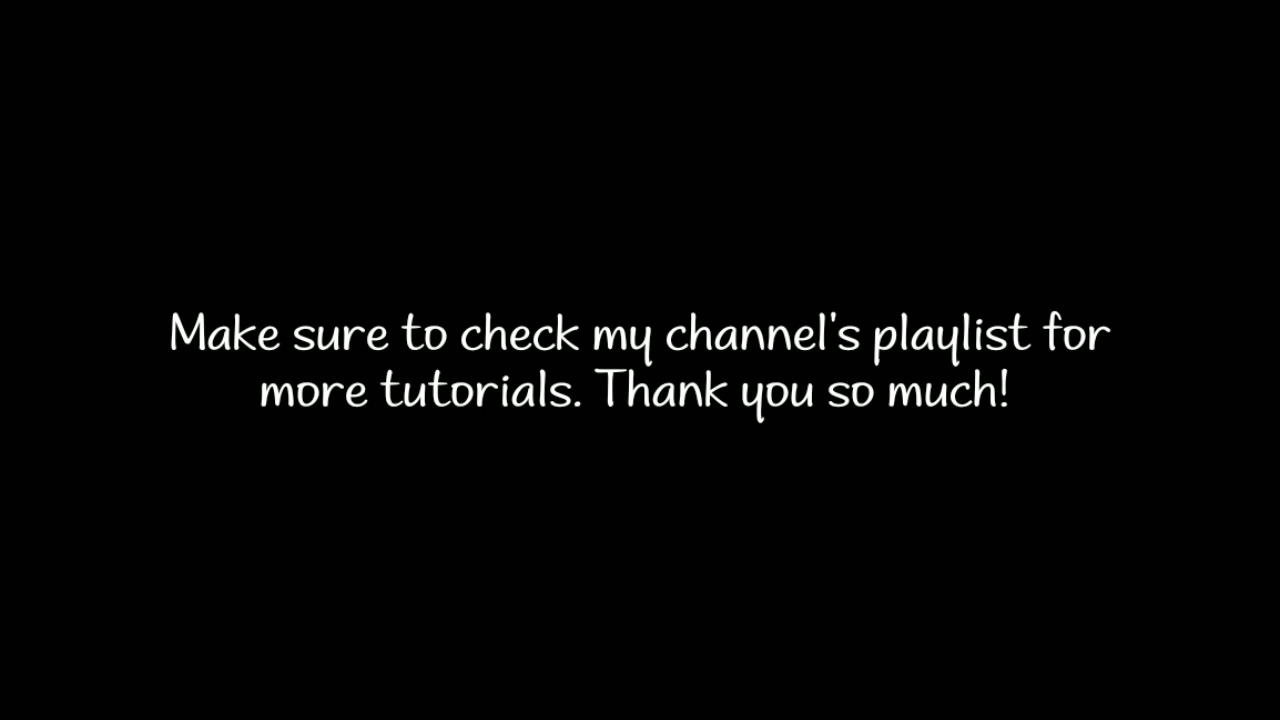 Make sure to check my channel's playlist for
more tutorials. Thank you so much!